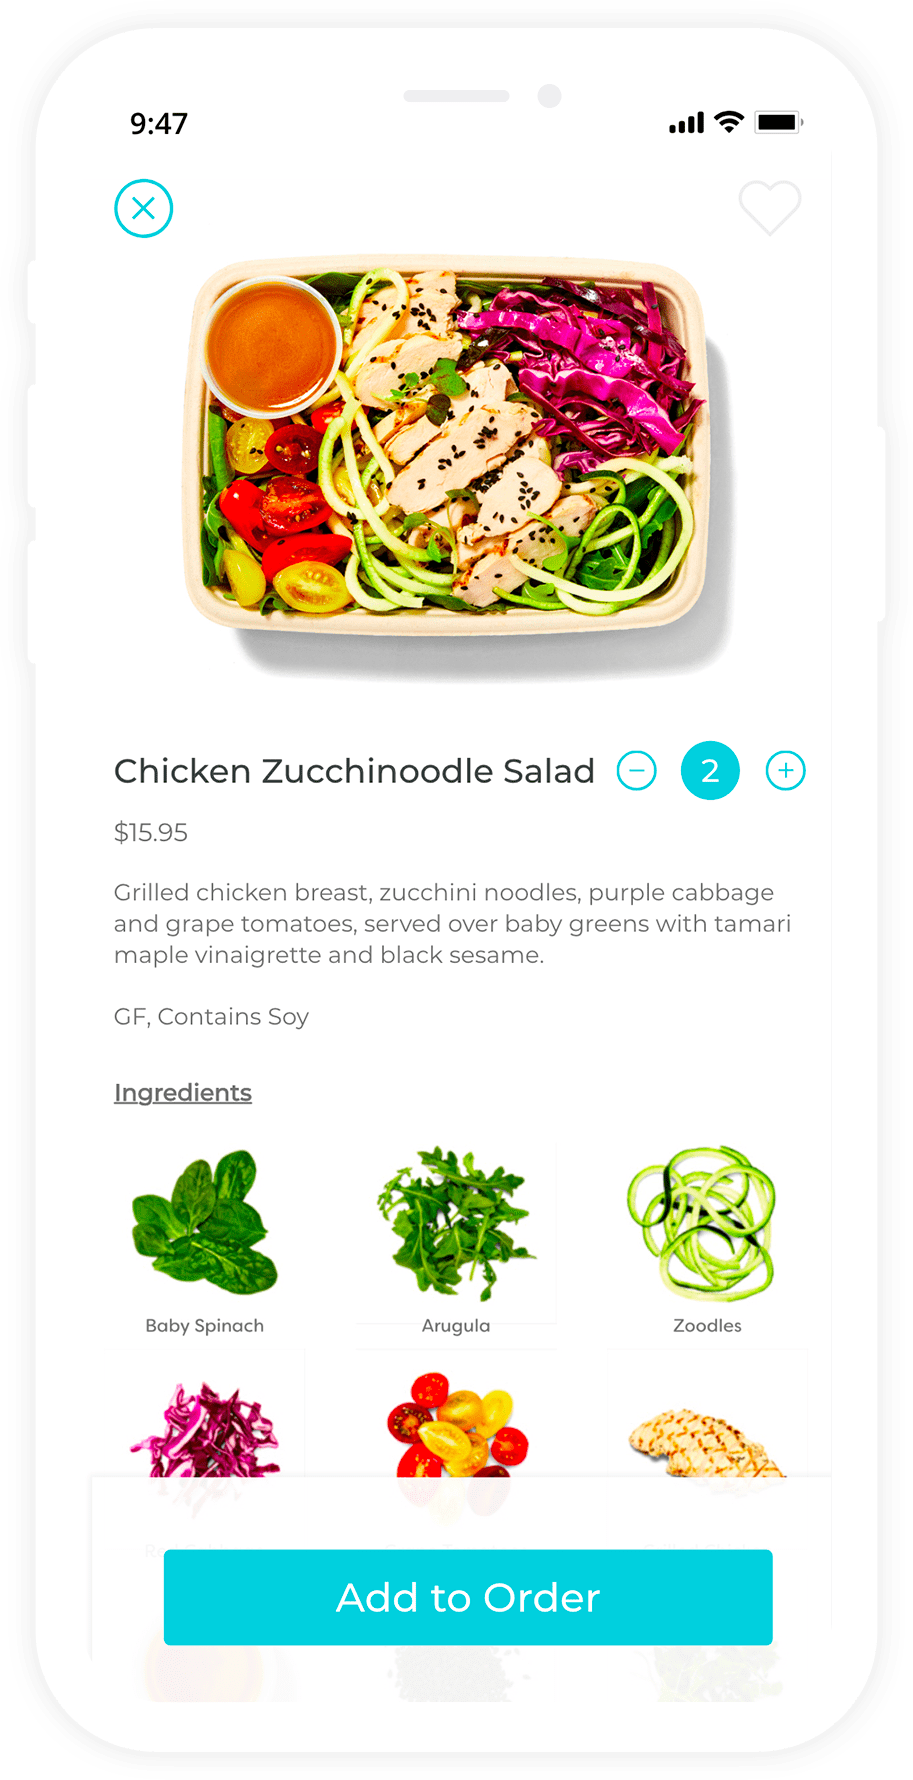 9:47
Chicken Zucchinoodle Salad
2
$15.95
Grilled chicken breast, zucchini noodles, purple cabbage
and grape tomatoes, served over baby greens with tamari
maple vinaigrette and black sesame.
GF, Contains Soy
Ingredients
Baby Spinach
Arugula
Zoodles
Add to Order